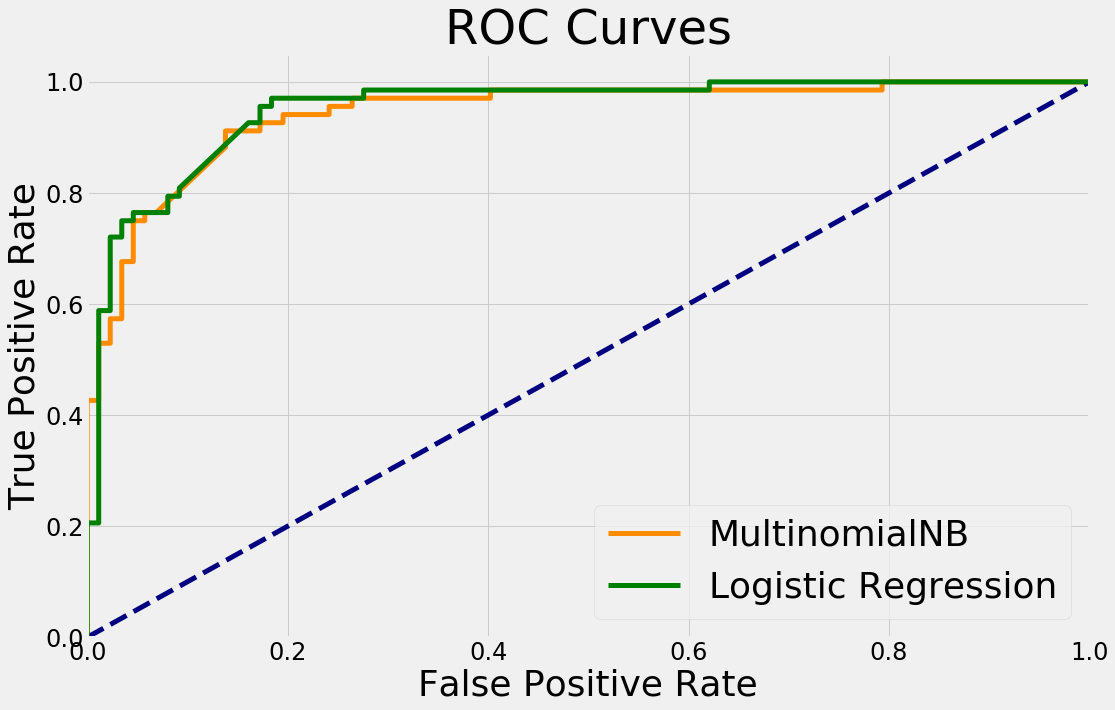 ROC Curves
True Positive Rate
1.0
0.8
0.6
0.4
0.2
0.0
0.0 0.2 0.4 0.6 0.8 1.0
False Positive Rate
MultinomialNB
Logistic Regression